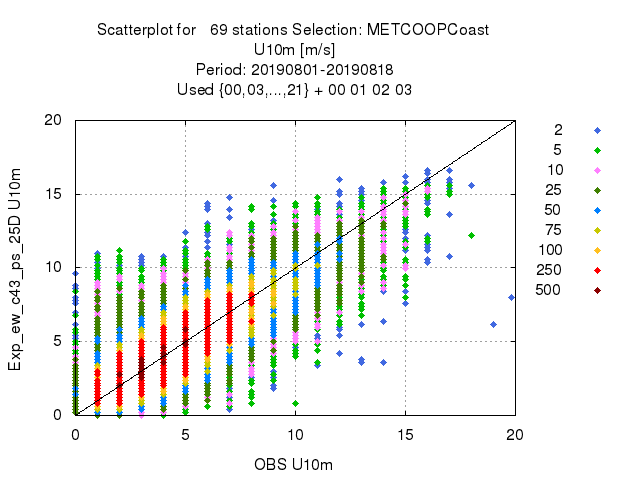 Scatterplot for 69 stations Selection: METCOOPCoast
U10m [m/s]
Period: 20190801-20190818
Used {00,03,...,21} + 00 01 02 03
Exp_ew_c43_ps_25D U10m
20
15
10
5
0
0 5 10 15 20
OBS U10m
2
5
10
25
50
75
100
250
500